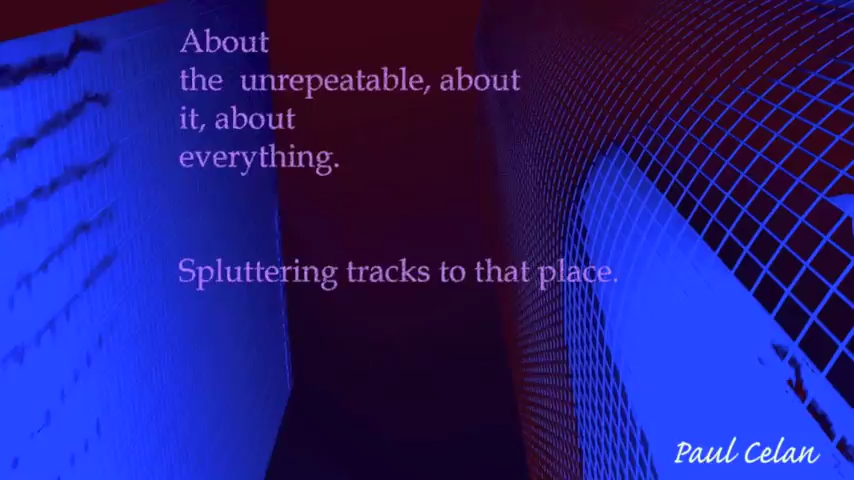 About
the unrepeatable, about
it, about
everything.
Spluttering tracks to that place.
Paul Celan